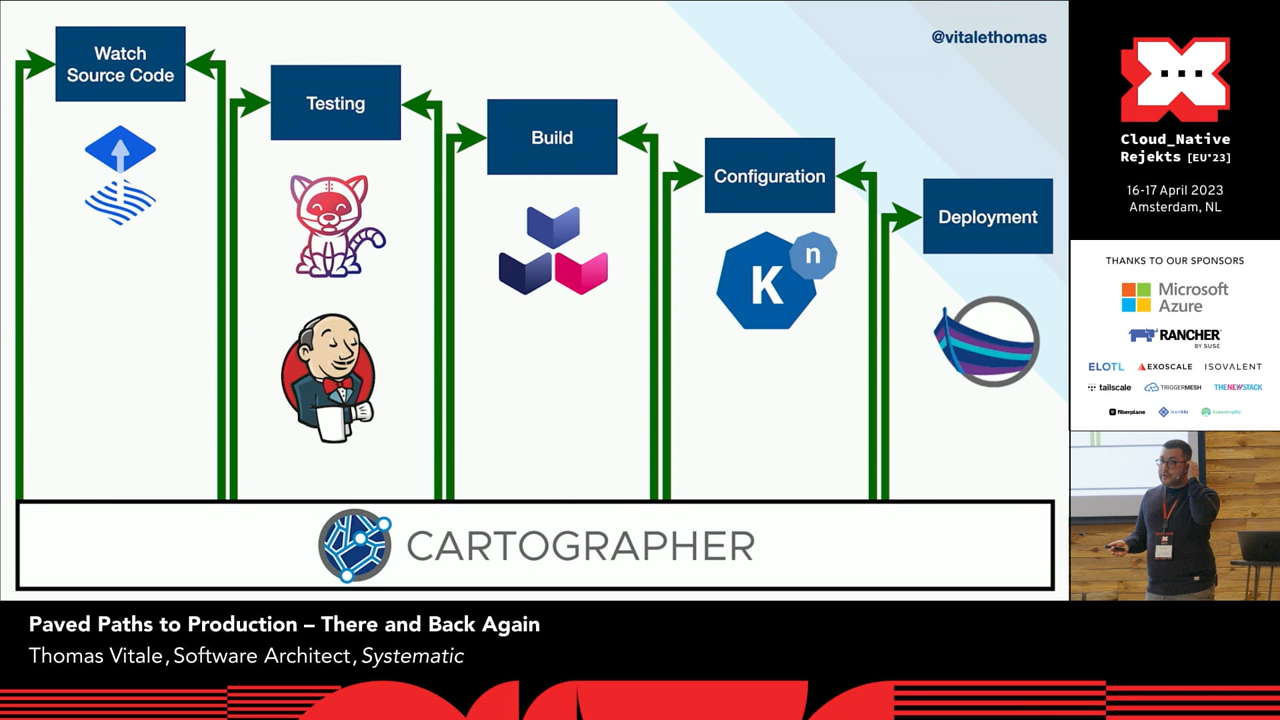 Watch
Source Code
Testing
Build
Configuration
Deployment
@vitalethomas
K
n
CARTOGRAPHER
Cloud_Native
Rejekts [EU'23]
16-17 April 2023
Amsterdam, NL
THANKS TO OUR SPONSORS
Microsoft
Azure
RANCHER
BY SUSE
ELOTL
EXOSCALE
ISOVALENT
tailscale
TRIGGERMESH
THENEWSTACK
fiberplane
Paved Paths to Production – There and Back Again
Thomas Vitale, Software Architect, Systematic